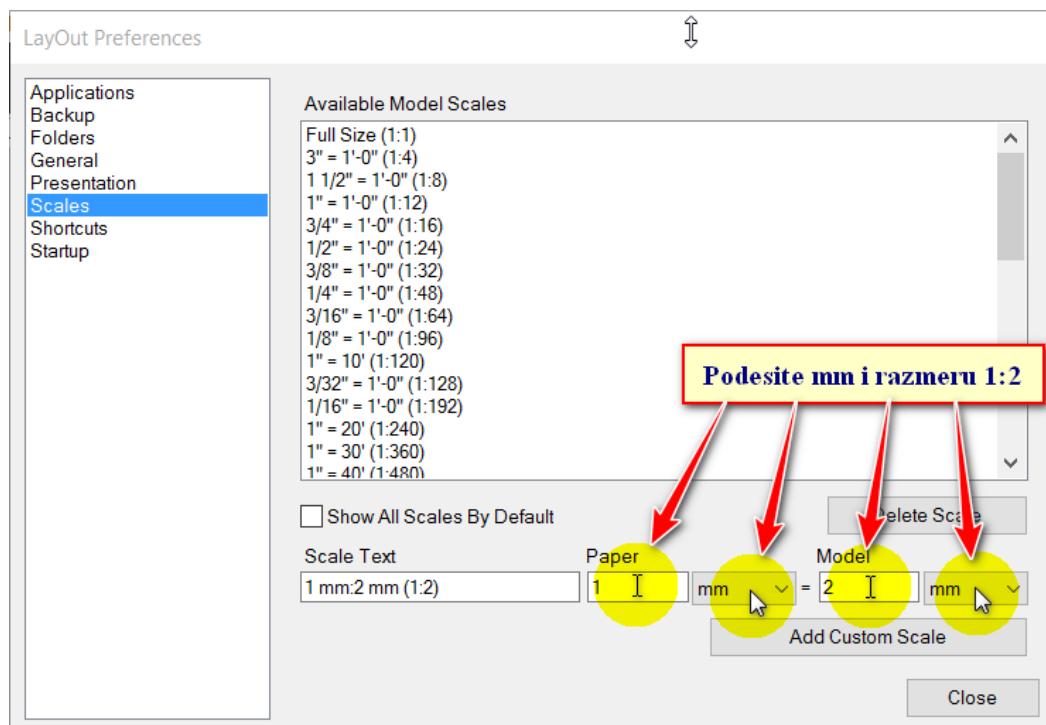 LayOut Preferences
Applications
Backup
Folders
General
Presentation
Scales
Shortcuts
Startup
Available Model Scales
Full Size (1:1)
3" = 1'-0" (1:4)
1 1/2" = 1'-0" (1:8)
1" = 1'-0" (1:12)
3/4" = 1'-0" (1:16)
1/2" = 1'-0" (1:24)
3/8" = 1'-0" (1:32)
1/4" = 1'-0" (1:48)
3/16" = 1'-0" (1:64)
1/8" = 1'-0" (1:96)
1" = 10' (1:120)
3/32" = 1'-0" (1:128)
1/16" = 1'-0" (1:192)
1" = 20' (1:240)
1" = 30' (1:360)
1" = 40' (1:480)
Podesite mm i razmeru 1:2
Show All Scales By Default
Delete Scale
Scale Text Paper Model
1 mm:2 mm (1:2) 1 mm = 2 mm
Add Custom Scale
Close